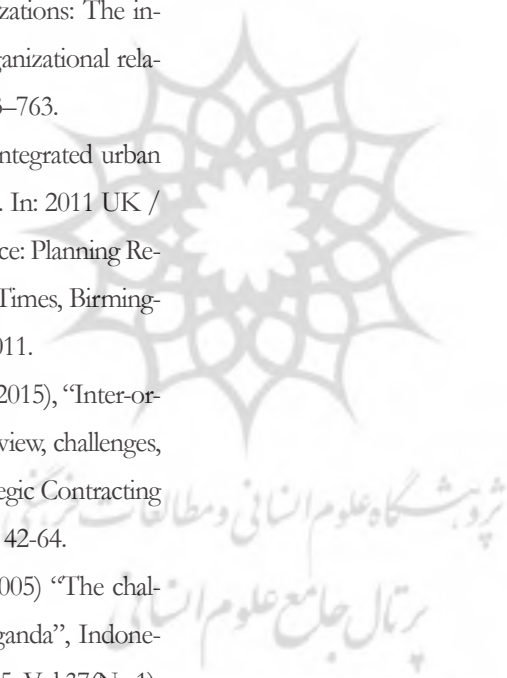 zations: The in-
ganizational rela-
–763.
integrated urban
. In: 2011 UK /
ce: Planning Re-
Times, Birming-
011.
2015), “Inter-or-
view, challenges,
egic Contracting
42-64.
پژوهشگاه علوم انسانی و مطالعات فرهنگی
005) “The chal-
پرتال جامع علوم انسانی
ganda”, Indone-